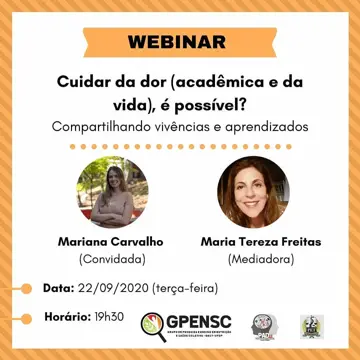 WEBINAR
Cuidar da dor (acadêmica e da
vida), é possível?
Compartilhando vivências e aprendizados
Mariana Carvalho
(Convidada)
Maria Tereza Freitas
(Mediadora)
Data: 22/09/2020 (terça-feira)
Horário: 19h30
GPENSC